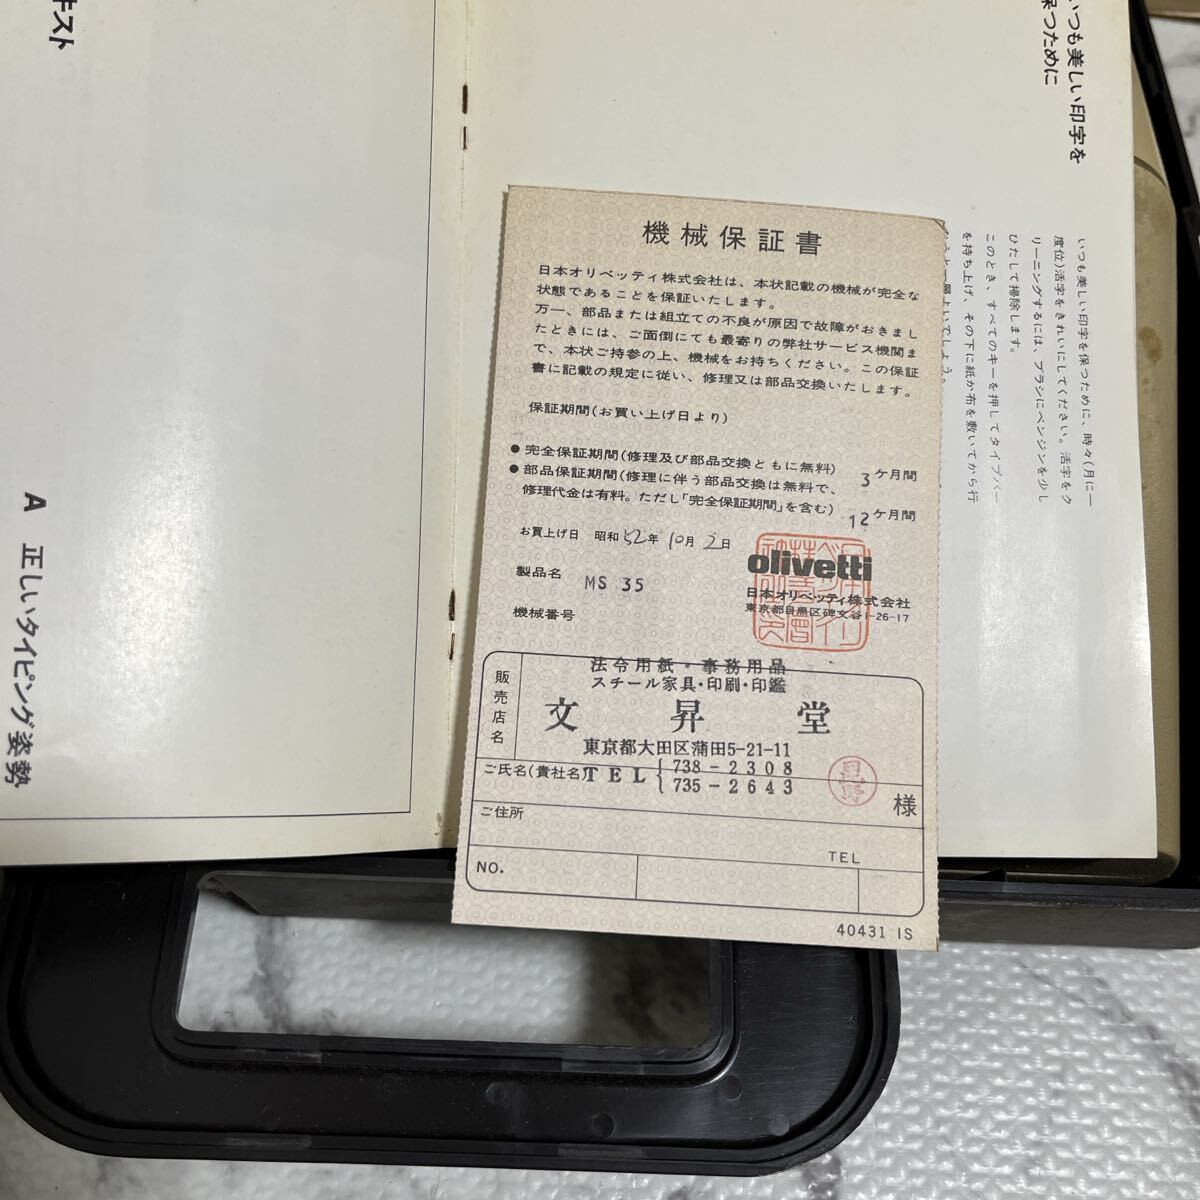 キスト
A 正しいタイピング姿勢
いつも美しい印字を
保つために
いつも美しい印字を保つために、時々(月に一
度位)活字をきれいにしてください。活字をク
リーニングするには、ブラシにベンジンを少し
ひたして掃除します。
このとき、すべてのキーを押してタイプバー
を持ち上げ、その下に紙か布を敷いてから行
うと一層よいでしょう。
機械保証書
日本オリベッティ株式会社は、本状記載の機械が完全な
状態であることを保証いたします。
万一、部品または組立ての不良が原因で故障がおきまし
たときには、ご面倒にても最寄りの弊社サービス機関ま
で、本状ご持参の上、機械をお持ちください。この保証
書に記載の規定に従い、修理又は部品交換いたします。
保証期間(お買い上げ日より)
●完全保証期間(修理及び部品交換ともに無料) 3ケ月間
●部品保証期間(修理に伴う部品交換は無料で、
修理代金は有料。ただし「完全保証期間」を含む) 12ケ月間
お買上げ日 昭和52年10月2日
製品名 MS 35
機械番号
olivetti
日本オリベッティ株式会社
東京都目黒区碑文谷1-26-17
販売店名
法令用紙・事務用品
スチール家具・印刷・印鑑
文昇堂
東京都大田区蒲田5-21-11
ご氏名(貴社名) TEL 738-2308
735-2643
様
ご住所
TEL
NO.
40431 IS